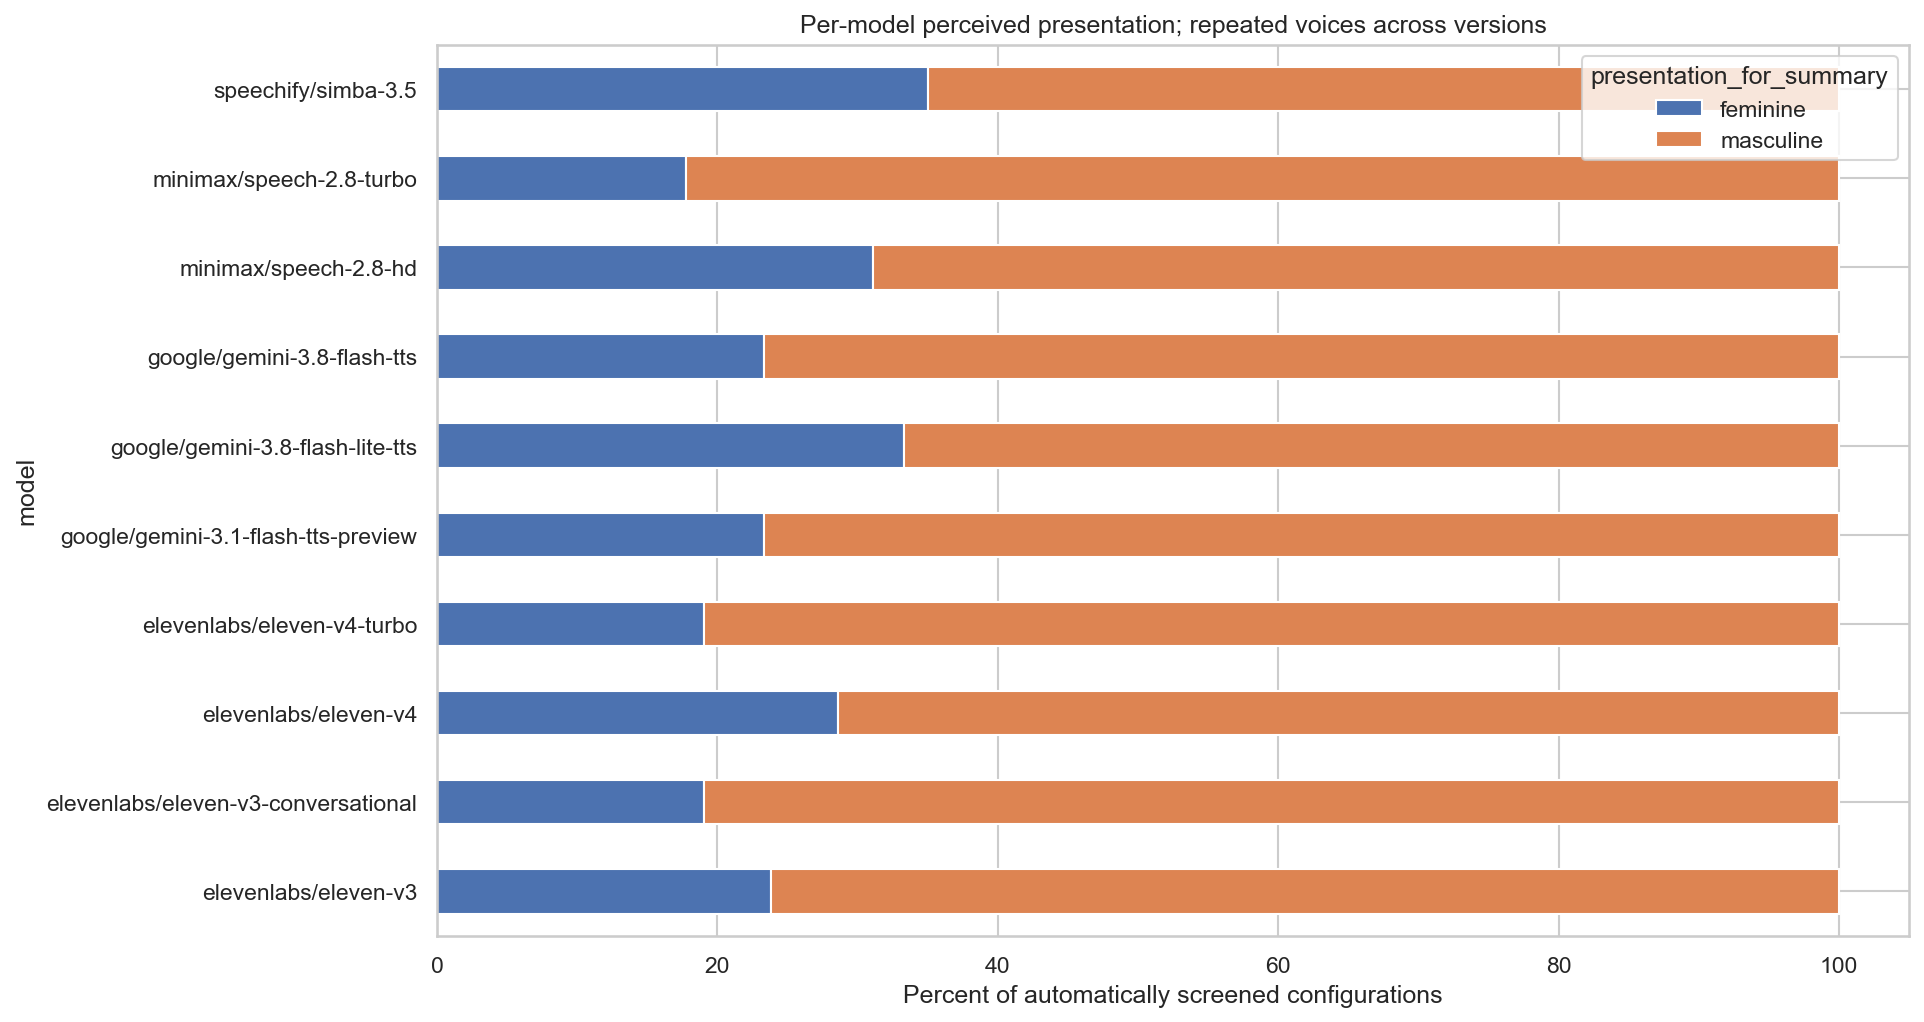 Per-model perceived presentation; repeated voices across versions
presentation_for_summary
feminine
masculine
speechify/simba-3.5
minimax/speech-2.8-turbo
minimax/speech-2.8-hd
google/gemini-3.8-flash-tts
google/gemini-3.8-flash-lite-tts
google/gemini-3.1-flash-tts-preview
elevenlabs/eleven-v4-turbo
elevenlabs/eleven-v4
elevenlabs/eleven-v3-conversational
elevenlabs/eleven-v3
model
0 20 40 60 80 100
Percent of automatically screened configurations